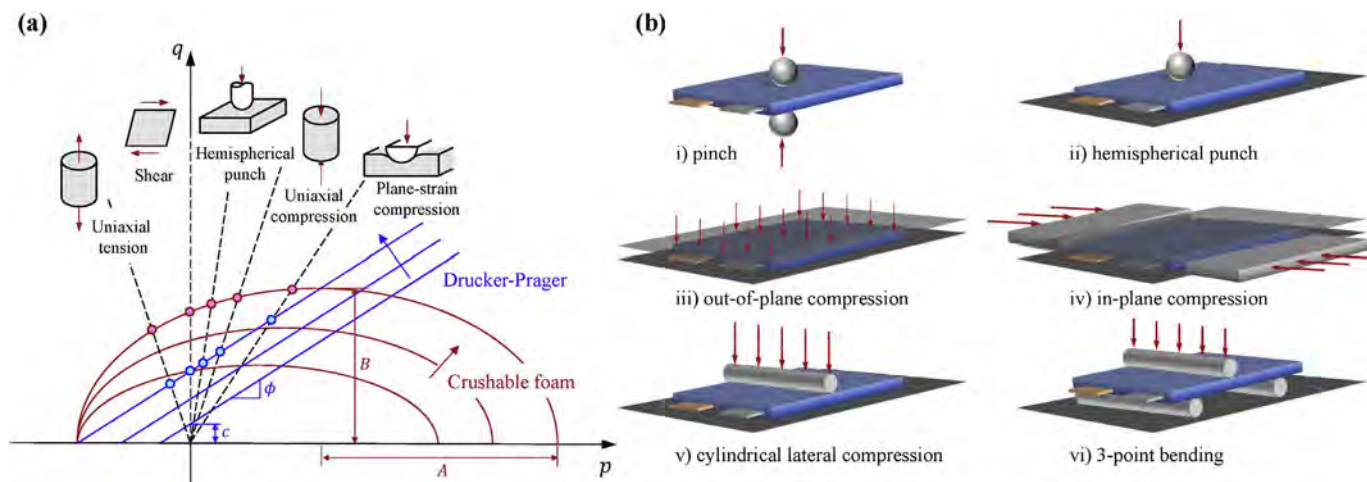 (a)
q
Shear
Hemispherical
punch
Uniaxial
compression
Plane-strain
compression
Uniaxial
tension
Drucker-Prager
B
Crushable foam
ϕ
c
A
p
(b)
i) pinch
ii) hemispherical punch
iii) out-of-plane compression
iv) in-plane compression
v) cylindrical lateral compression
vi) 3-point bending